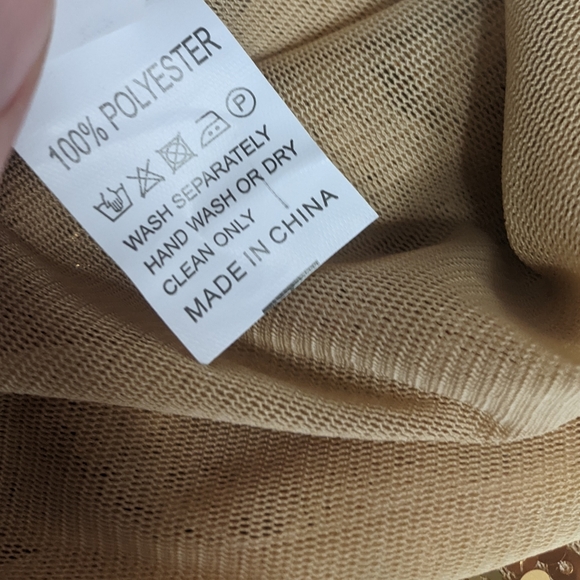 100% POLYESTER
P
WASH SEPARATELY
HAND WASH OR DRY
CLEAN ONLY
MADE IN CHINA